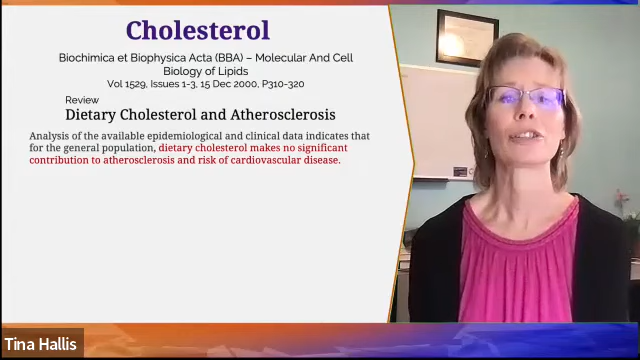 Cholesterol
Biochimica et Biophysica Acta (BBA) – Molecular And Cell
Biology of Lipids
Vol 1529, Issues 1-3, 15 Dec 2000, P310-320
Review
Dietary Cholesterol and Atherosclerosis
Analysis of the available epidemiological and clinical data indicates that
for the general population, dietary cholesterol makes no significant
contribution to atherosclerosis and risk of cardiovascular disease.
Tina Hallis